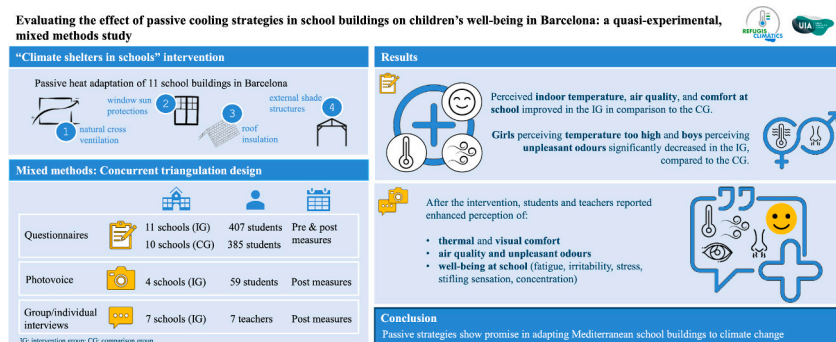 Evaluating the effect of passive cooling strategies in school buildings on children's well-being in Barcelona: a quasi-experimental,
mixed methods study
REFUGIS
CLIMÀTICS
UIA
"Climate shelters in schools" intervention
Passive heat adaptation of 11 school buildings in Barcelona
window sun
protections
2
external shade
structures
4
1
natural cross
ventilation
3
roof
insulation
Mixed methods: Concurrent triangulation design
Questionnaires
11 schools (IG)
10 schools (CG)
407 students
385 students
Pre & post
measures
Photovoice
4 schools (IG)
59 students
Post measures
Group/individual
interviews
7 schools (IG)
7 teachers
Post measures
IG: intervention group; CG: comparison group
Results
Perceived indoor temperature, air quality, and comfort at
school improved in the IG in comparison to the CG.
Girls perceiving temperature too high and boys perceiving
unpleasant odours significantly decreased in the IG,
compared to the CG.
After the intervention, students and teachers reported
enhanced perception of:
• thermal and visual comfort
• air quality and unpleasant odours
• well-being at school (fatigue, irritability, stress,
stifling sensation, concentration)
Conclusion
Passive strategies show promise in adapting Mediterranean school buildings to climate change